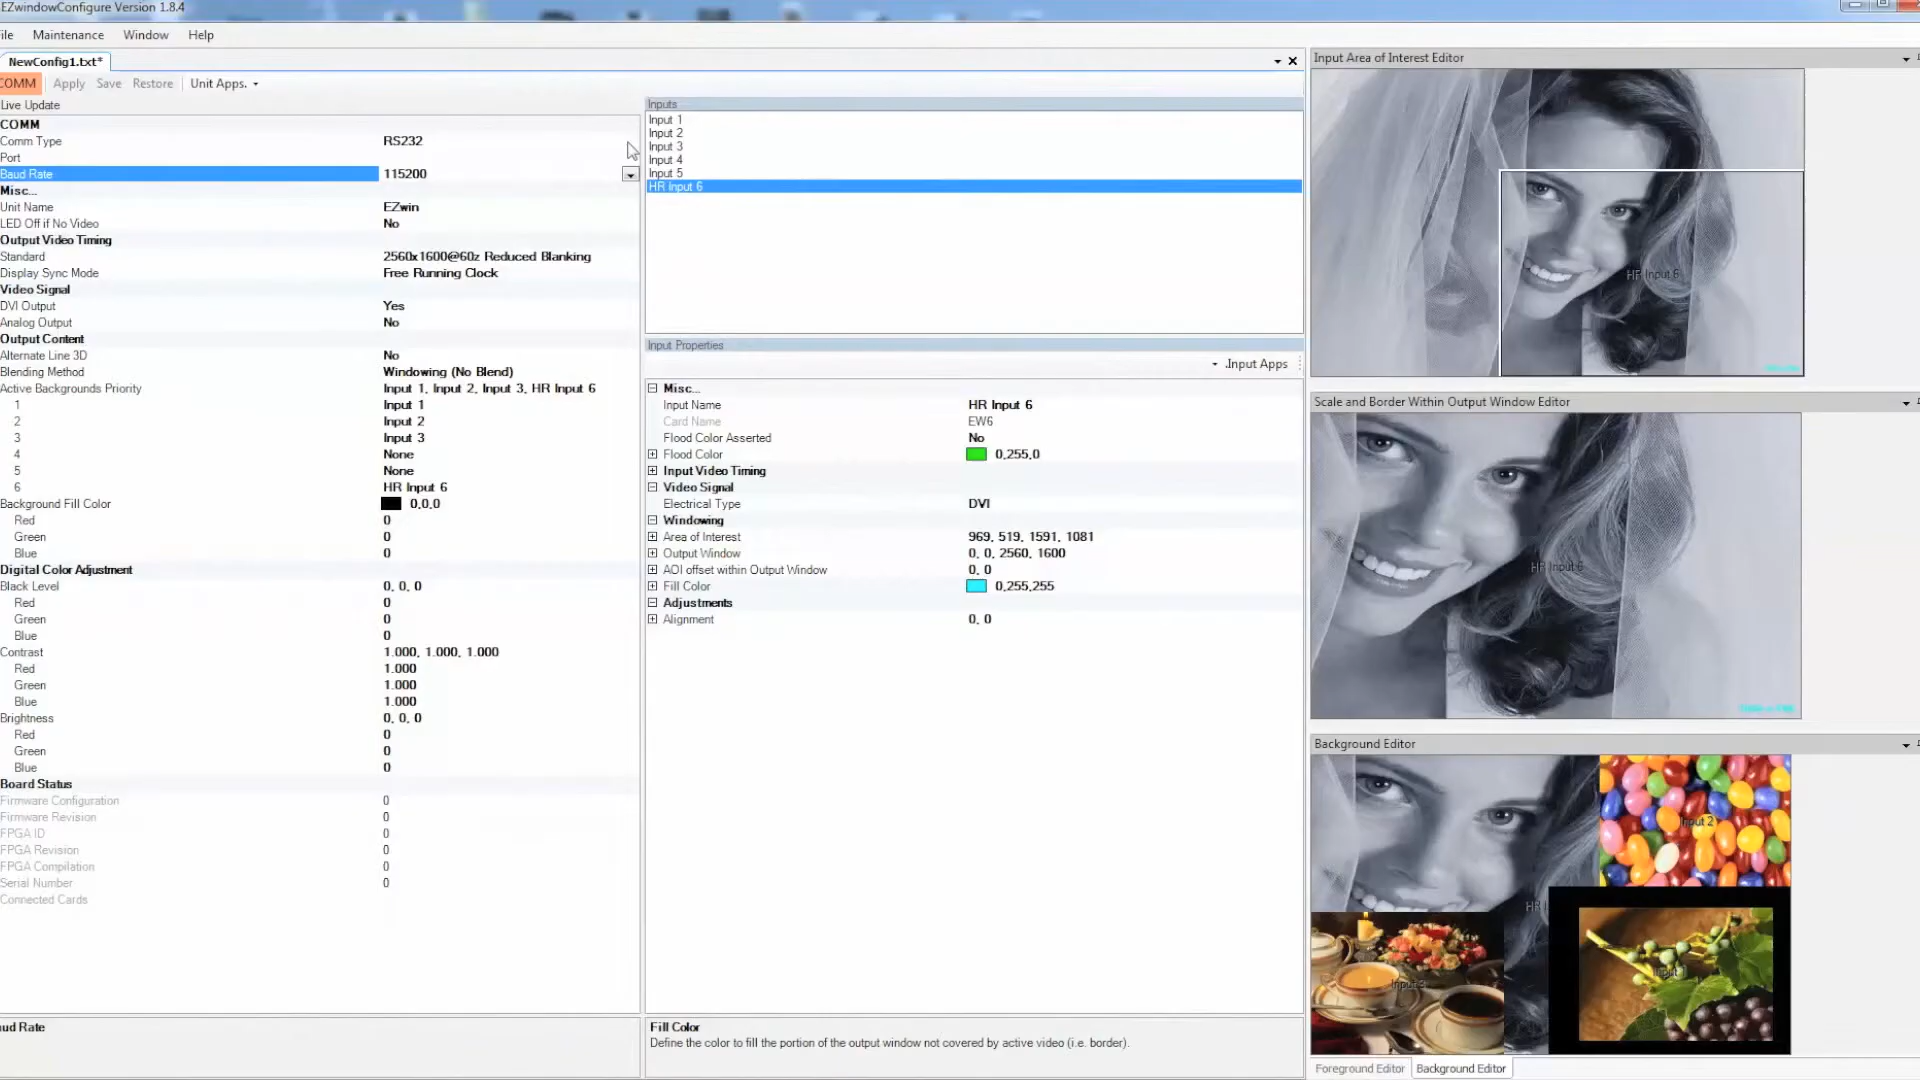 EZwindowConfigure Version 1.8.4
ile Maintenance Window Help
NewConfig1.txt*
COMM Apply Save Restore Unit Apps.
Live Update
COMM
Comm Type RS232
Port
Baud Rate 115200
Misc...
Unit Name EZwin
LED Off if No Video No
Output Video Timing
Standard 2560x1600@60z Reduced Blanking
Display Sync Mode Free Running Clock
Video Signal
DVI Output Yes
Analog Output No
Output Content
Alternate Line 3D No
Blending Method Windowing (No Blend)
Active Backgrounds Priority Input 1, Input 2, Input 3, HR Input 6
1 Input 1
2 Input 2
3 Input 3
4 None
5 None
6 HR Input 6
Background Fill Color 0,0,0
Red 0
Green 0
Blue 0
Digital Color Adjustment
Black Level 0, 0, 0
Red 0
Green 0
Blue 0
Contrast 1.000, 1.000, 1.000
Red 1.000
Green 1.000
Blue 1.000
Brightness 0, 0, 0
Red 0
Green 0
Blue 0
Board Status
Firmware Configuration 0
Firmware Revision 0
FPGA ID 0
FPGA Revision 0
FPGA Compilation 0
Serial Number 0
Connected Cards
aud Rate
Inputs
Input 1
Input 2
Input 3
Input 4
Input 5
HR Input 6
Input Properties
.Input Apps
Misc...
Input Name HR Input 6
Card Name EW6
Flood Color Asserted No
Flood Color 0,255,0
Input Video Timing
Video Signal
Electrical Type DVI
Windowing
Area of Interest 969, 519, 1591, 1081
Output Window 0, 0, 2560, 1600
AOI offset within Output Window 0, 0
Fill Color 0,255,255
Adjustments
Alignment 0, 0
Fill Color
Define the color to fill the portion of the output window not covered by active video (i.e. border).
Input Area of Interest Editor
HR Input 6
Scale and Border Within Output Window Editor
HR Input 6
Background Editor
Input 2
HR I
Input 3
Input 1
Foreground Editor Background Editor